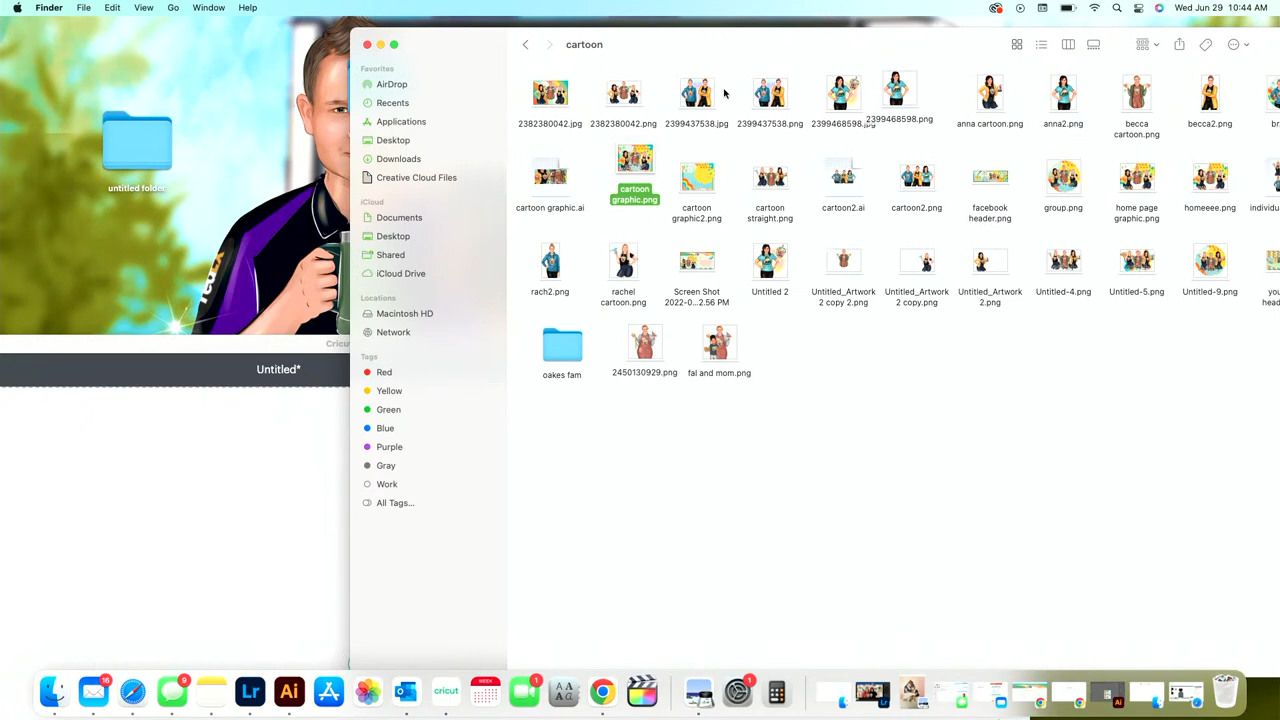 Finder File Edit View Go Window Help Wed Jun 29 10:44 AM
cartoon
Favorites
AirDrop
Recents
Applications
Desktop
Downloads
Creative Cloud Files
iCloud
Documents
Desktop
Shared
iCloud Drive
Locations
Macintosh HD
Network
Tags
Red
Yellow
Green
Blue
Purple
Gray
Work
All Tags...
untitled folder
Untitled*
2382380042.jpg
2382380042.png
2399437538.jpg
2399437538.png
2399468598.jpg
2399468598.png
anna cartoon.png
anna2.png
becca
cartoon.png
becca2.png
cartoon graphic.ai
cartoon
graphic.png
cartoon
graphic2.png
cartoon
straight.png
cartoon2.ai
cartoon2.png
facebook
header.png
group.png
home page
graphic.png
homeeee.png
rach2.png
rachel
cartoon.png
Screen Shot
2022-0...2.56 PM
Untitled 2
Untitled_Artwork
2 copy 2.png
Untitled_Artwork
2 copy.png
Untitled_Artwork
2.png
Untitled-4.png
Untitled-5.png
Untitled-9.png
oakes fam
2450130929.png
fal and mom.png
16
9
Lr
Ai
cricut
WEEK
1
1